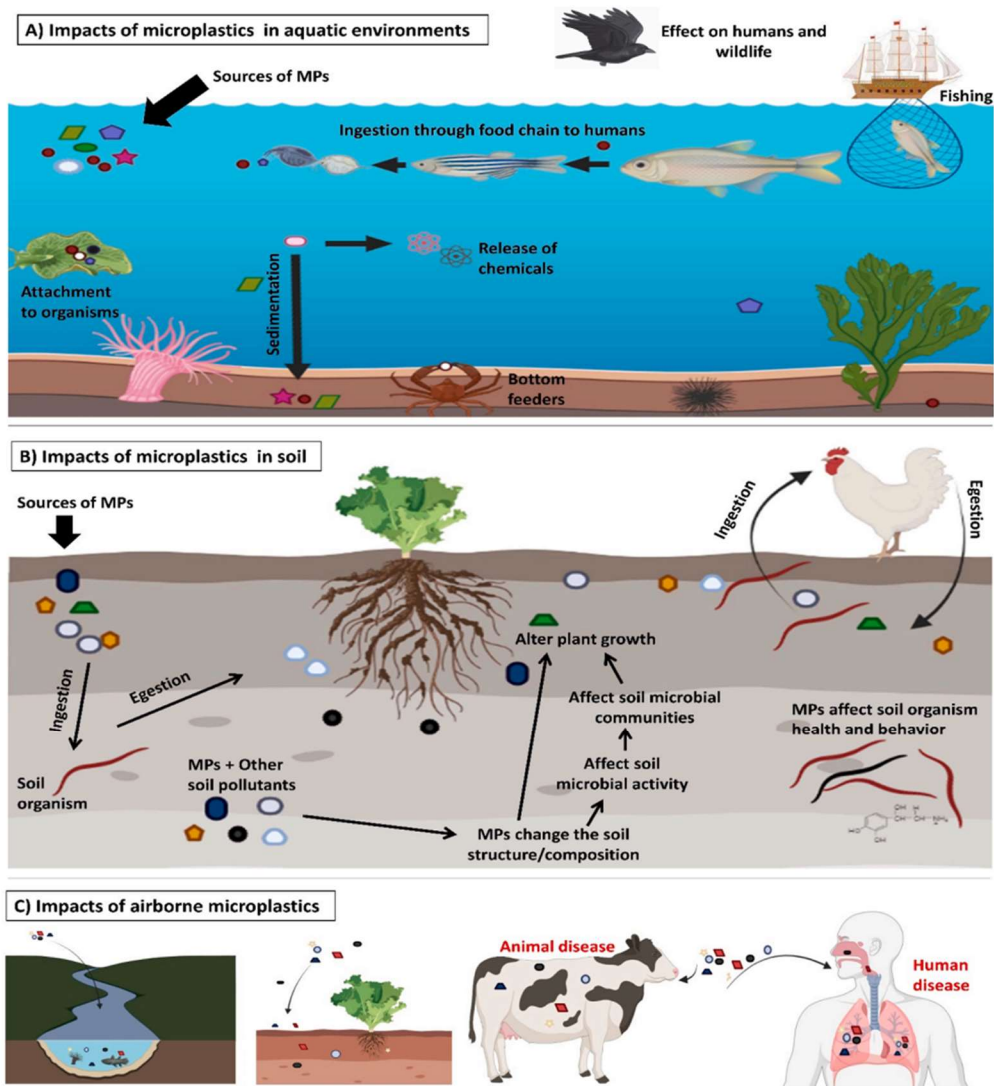 A) Impacts of microplastics in aquatic environments
Effect on humans and
wildlife
Sources of MPs
Fishing
Ingestion through food chain to humans
Release of
chemicals
Attachment
to organisms
Sedimentation
Bottom
feeders
B) Impacts of microplastics in soil
Sources of MPs
Ingestion
Egestion
Alter plant growth
Ingestion
Egestion
Affect soil microbial
communities
MPs affect soil organism
health and behavior
Soil
organism
MPs + Other
soil pollutants
Affect soil
microbial activity
MPs change the soil
structure/composition
C) Impacts of airborne microplastics
Animal disease
Human
disease